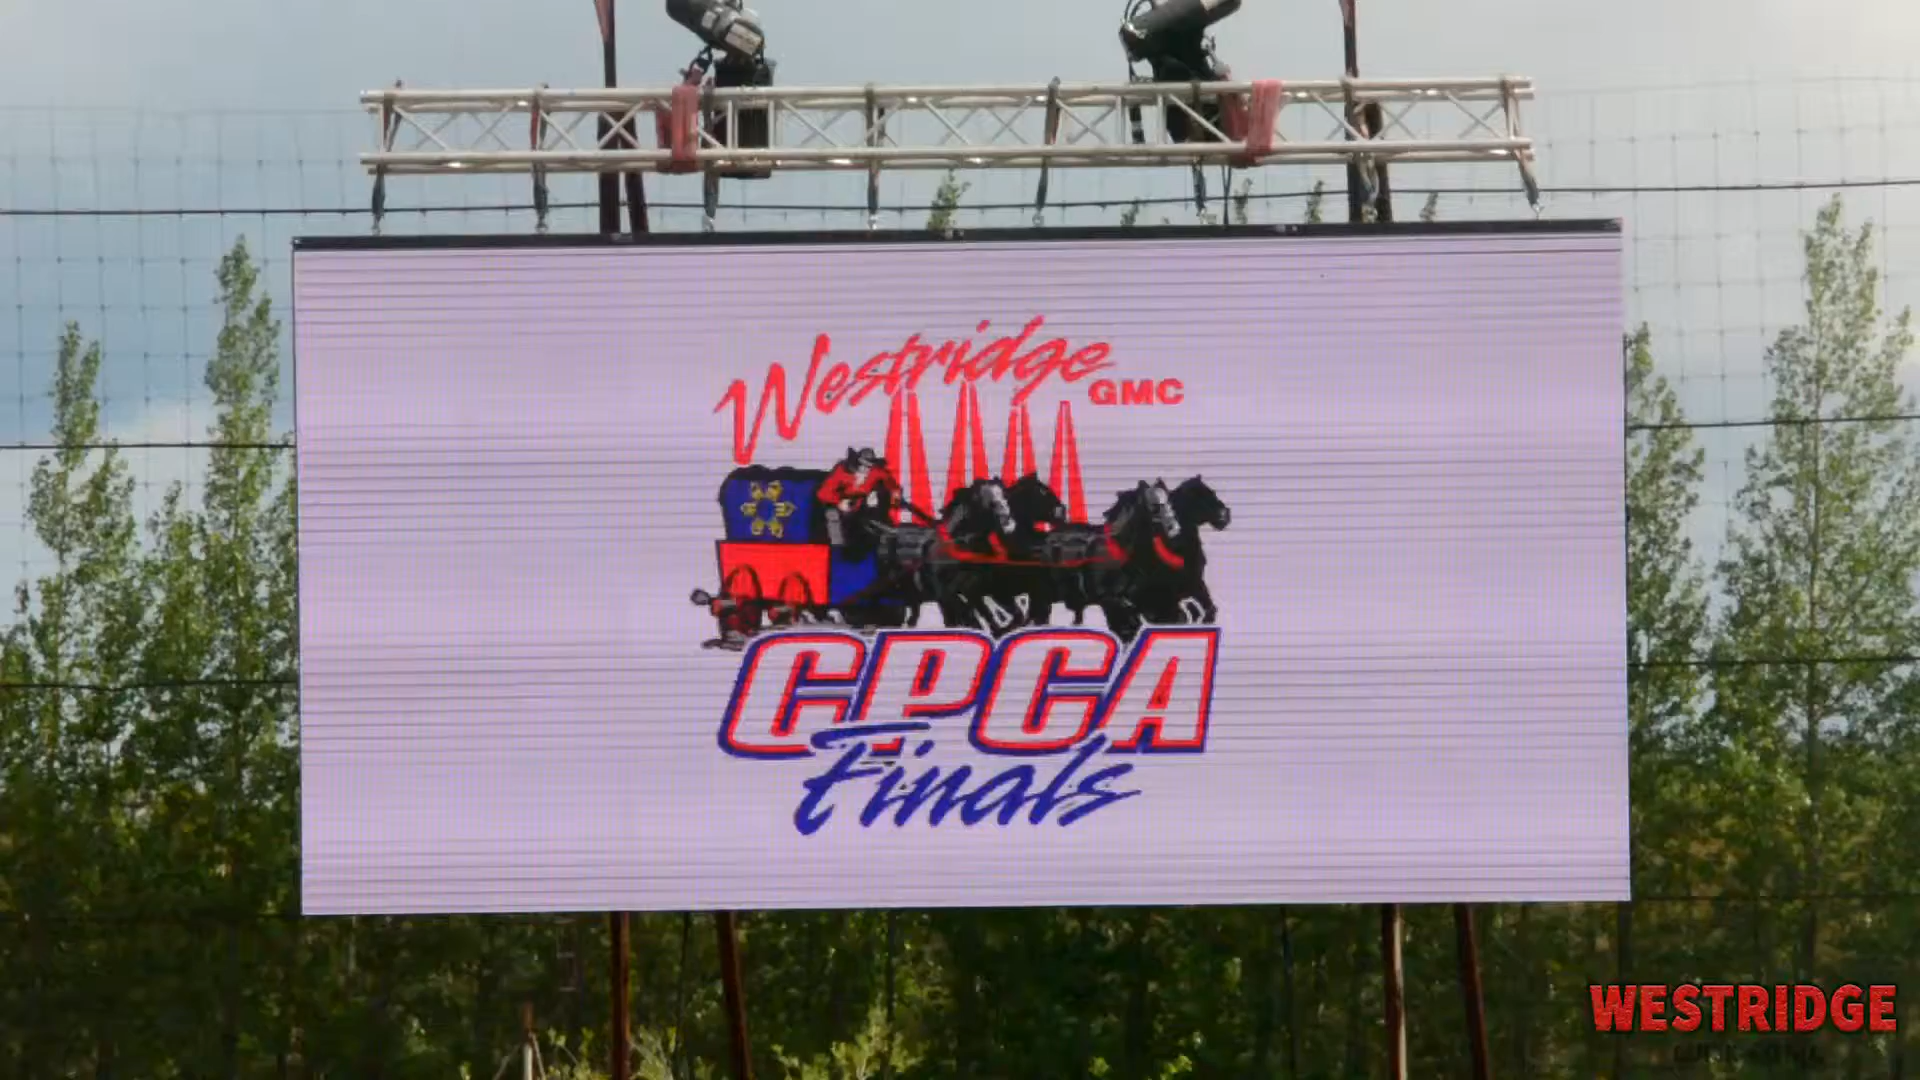 Westridge
GMC
CPCA
Finals
WESTRIDGE